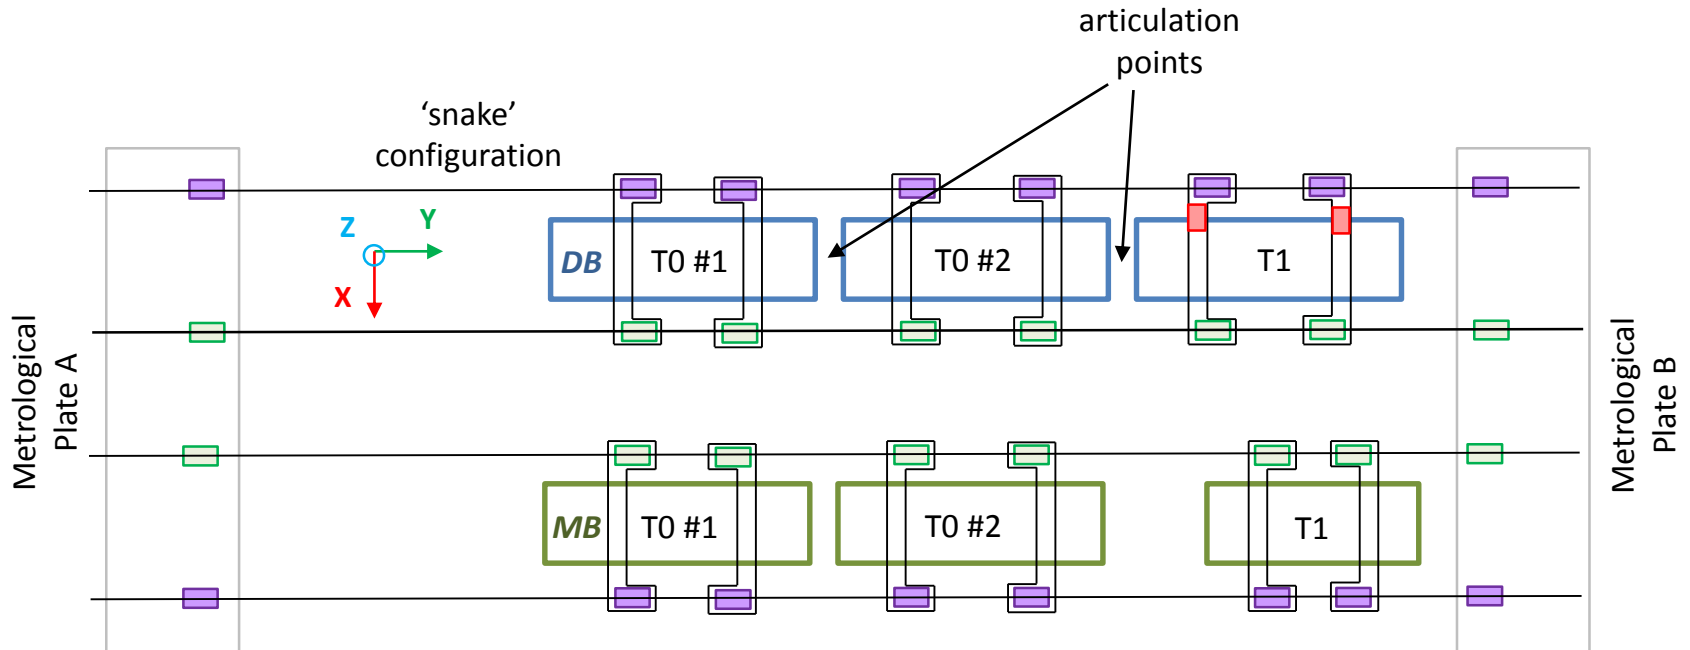 articulation
points
‘snake’
configuration
Z
Y
X
DB
T0 #1
T0 #2
T1
Metrological
Plate A
Metrological
Plate B
MB
T0 #1
T0 #2
T1